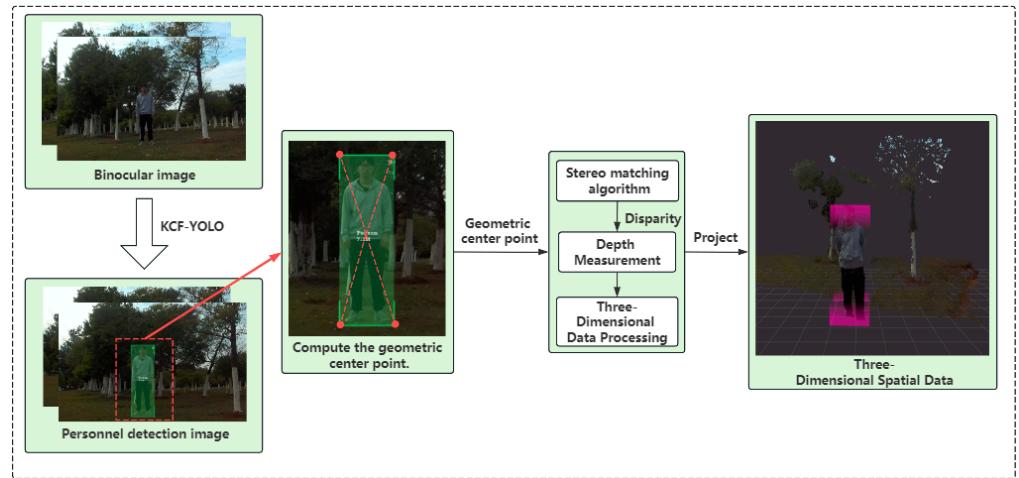 Binocular image
KCF-YOLO
Personnel detection image
Compute the geometric
center point.
Geometric
center point
Stereo matching
algorithm
Disparity
Depth
Measurement
Three-
Dimensional
Data Processing
Project
Three-
Dimensional Spatial Data